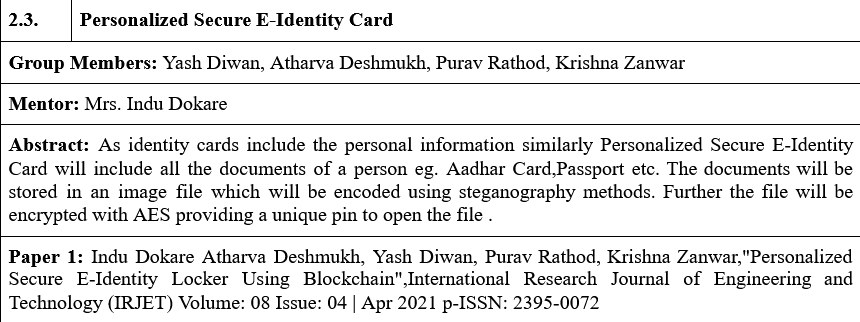 2.3. Personalized Secure E-Identity Card
Group Members: Yash Diwan, Atharva Deshmukh, Purav Rathod, Krishna Zanwar
Mentor: Mrs. Indu Dokare
Abstract: As identity cards include the personal information similarly Personalized Secure E-Identity
Card will include all the documents of a person eg. Aadhar Card,Passport etc. The documents will be
stored in an image file which will be encoded using steganography methods. Further the file will be
encrypted with AES providing a unique pin to open the file .
Paper 1: Indu Dokare Atharva Deshmukh, Yash Diwan, Purav Rathod, Krishna Zanwar,"Personalized
Secure E-Identity Locker Using Blockchain",International Research Journal of Engineering and
Technology (IRJET) Volume: 08 Issue: 04 | Apr 2021 p-ISSN: 2395-0072